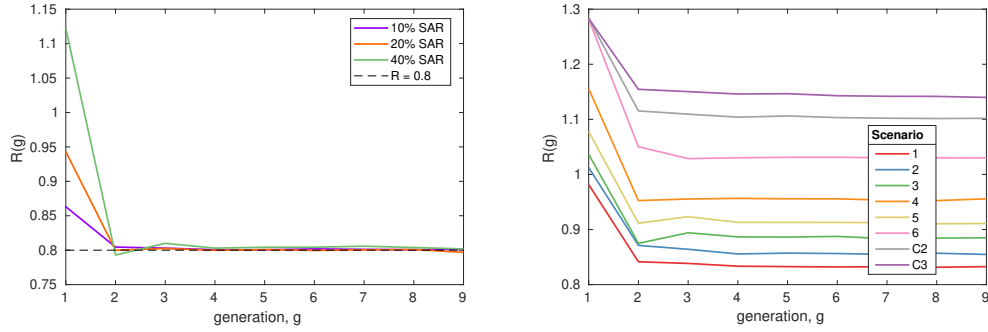 1.15
1.1
1.05
1
0.95
0.9
0.85
0.8
0.75
R(g)
1 2 3 4 5 6 7 8 9
generation, g
10% SAR
20% SAR
40% SAR
R = 0.8
1.3
1.2
1.1
1
0.9
0.8
R(g)
1 2 3 4 5 6 7 8 9
generation, g
Scenario
1
2
3
4
5
6
C2
C3